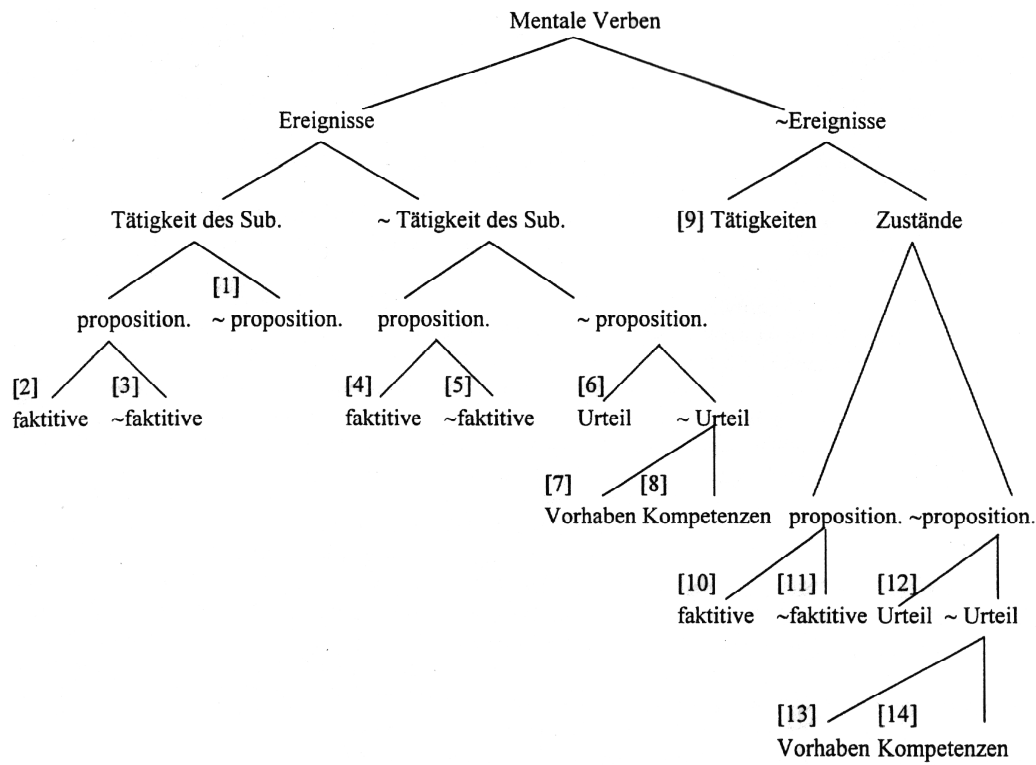 Mentale Verben
Ereignisse ~Ereignisse
Tätigkeit des Sub. ~ Tätigkeit des Sub. [9] Tätigkeiten Zustände
[1]
proposition. ~ proposition. proposition. ~ proposition.
[2] [3] [4] [5] [6]
faktitive ~faktitive faktitive ~faktitive Urteil ~ Urteil
[7] [8]
Vorhaben Kompetenzen proposition. ~proposition.
[10] [11] [12]
faktitive ~faktitive Urteil ~ Urteil
[13] [14]
Vorhaben Kompetenzen